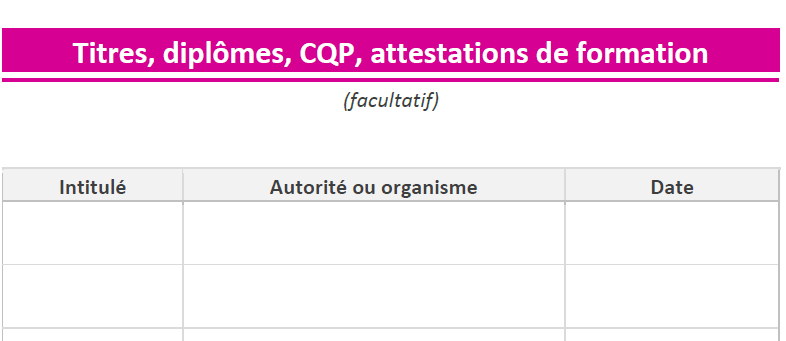 Titres, diplômes, CQP, attestations de formation
(facultatif)
Intitulé Autorité ou organisme Date